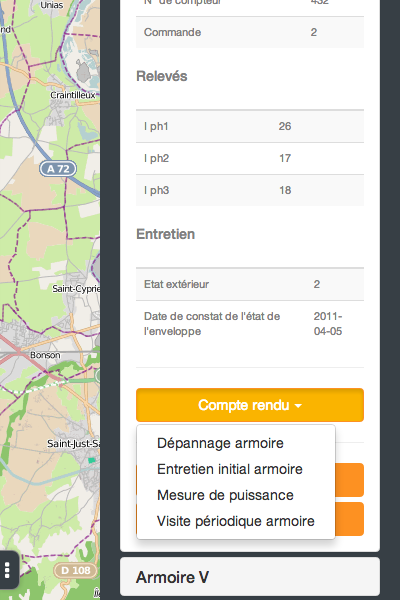 Unias
N° de compteur 432
Commande 2
Craintilleux
Relevés
I ph1 26
A 72
I ph2 17
I ph3 18
Entretien
Etat extérieur 2
Saint-Cyprie
Date de constat de l'état de 2011-
l'enveloppe 04-05
Bonson
Compte rendu
Saint-Just-Sa
Dépannage armoire
Entretien initial armoire
Mesure de puissance
Visite périodique armoire
D 108
Armoire V